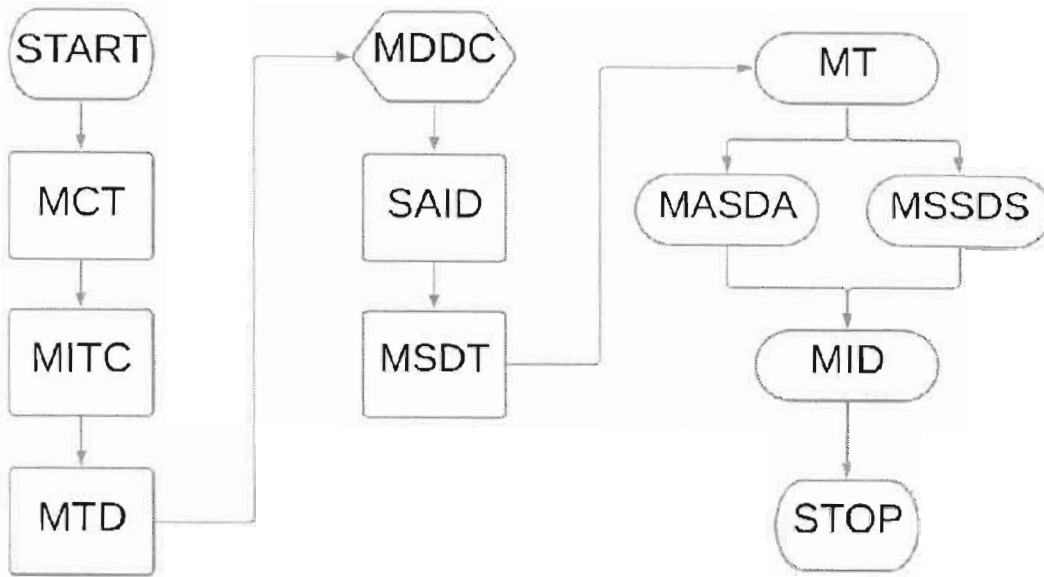 START
MCT
MITC
MTD
MDDC
SAID
MSDT
MT
MASDA
MSSDS
MID
STOP